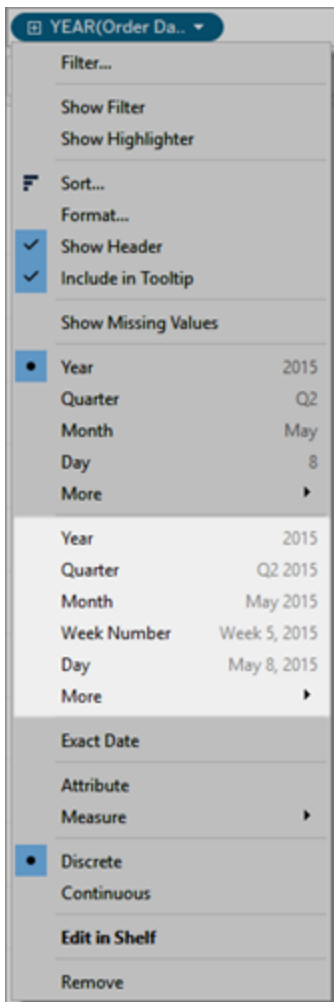 YEAR(Order Da..
Filter...
Show Filter
Show Highlighter
Sort...
Format...
Show Header
Include in Tooltip
Show Missing Values
Year 2015
Quarter Q2
Month May
Day 8
More
Year 2015
Quarter Q2 2015
Month May 2015
Week Number Week 5, 2015
Day May 8, 2015
More
Exact Date
Attribute
Measure
Discrete
Continuous
Edit in Shelf
Remove